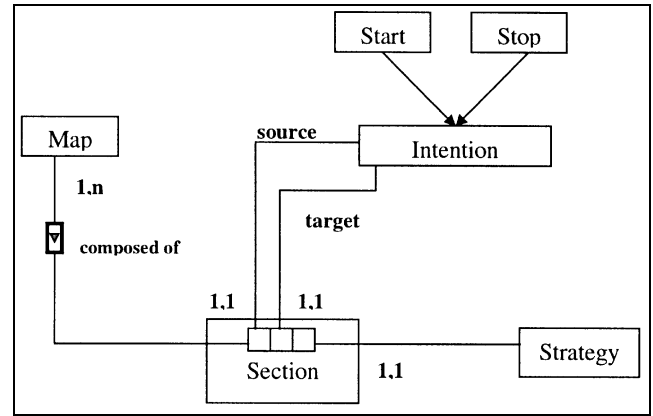 Start
Stop
Map
source
Intention
1,n
target
composed of
1,1
1,1
Section
1,1
Strategy